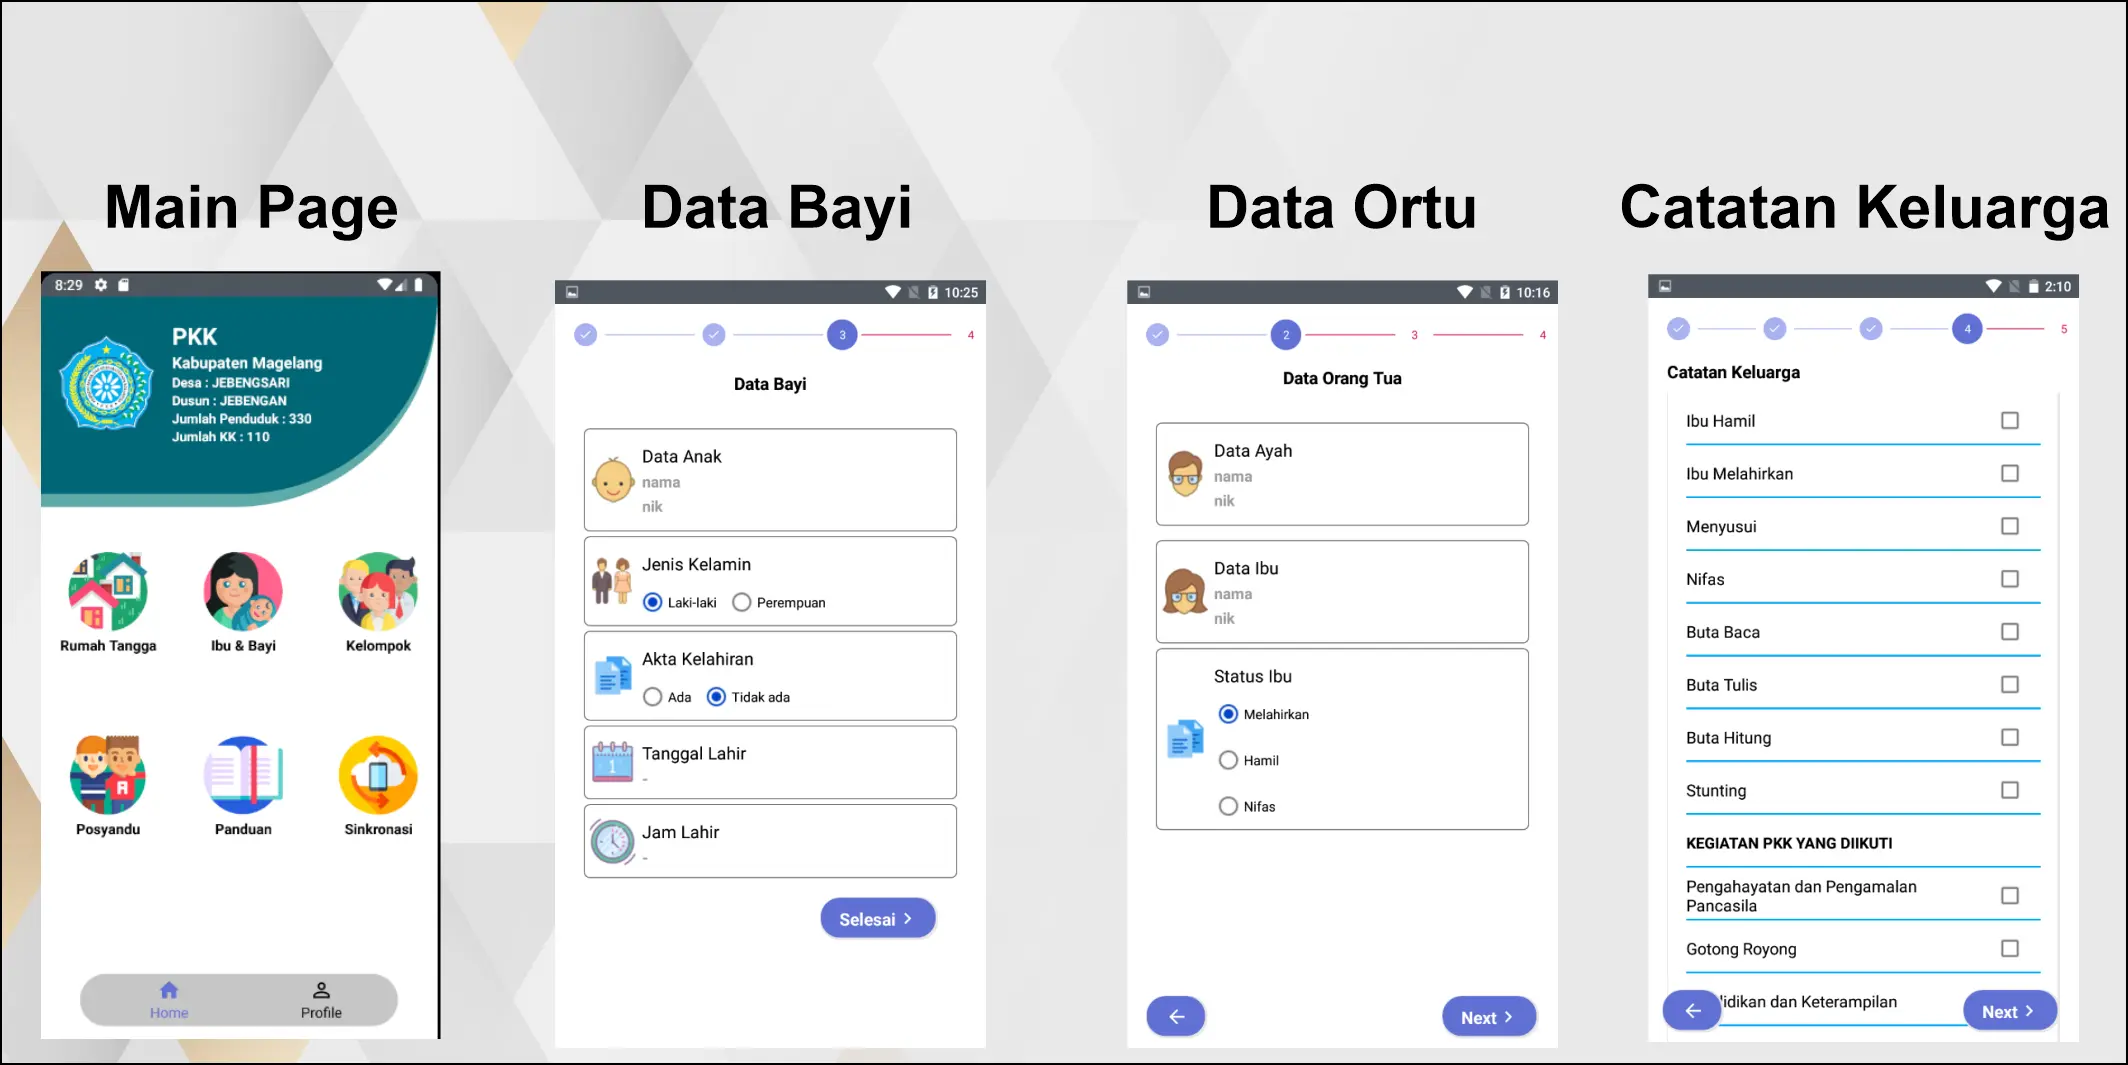 Main Page
8:29
PKK
Kabupaten Magelang
Desa : JEBENGSARI
Dusun : JEBENGAN
Jumlah Penduduk : 330
Jumlah KK : 110
Rumah Tangga
Ibu & Bayi
Kelompok
Posyandu
Panduan
Sinkronasi
Home
Profile
Data Bayi
10:25
3
4
Data Bayi
Data Anak
nama
nik
Jenis Kelamin
Laki-laki
Perempuan
Akta Kelahiran
Ada
Tidak ada
Tanggal Lahir
1
-
Jam Lahir
-
Selesai
Data Ortu
10:16
2
3
4
Data Orang Tua
Data Ayah
nama
nik
Data Ibu
nama
nik
Status Ibu
Melahirkan
Hamil
Nifas
Next
Catatan Keluarga
2:10
4
5
Catatan Keluarga
Ibu Hamil
Ibu Melahirkan
Menyusui
Nifas
Buta Baca
Buta Tulis
Buta Hitung
Stunting
KEGIATAN PKK YANG DIIKUTI
Pengahayatan dan Pengamalan
Pancasila
Gotong Royong
didikan dan Keterampilan
Next